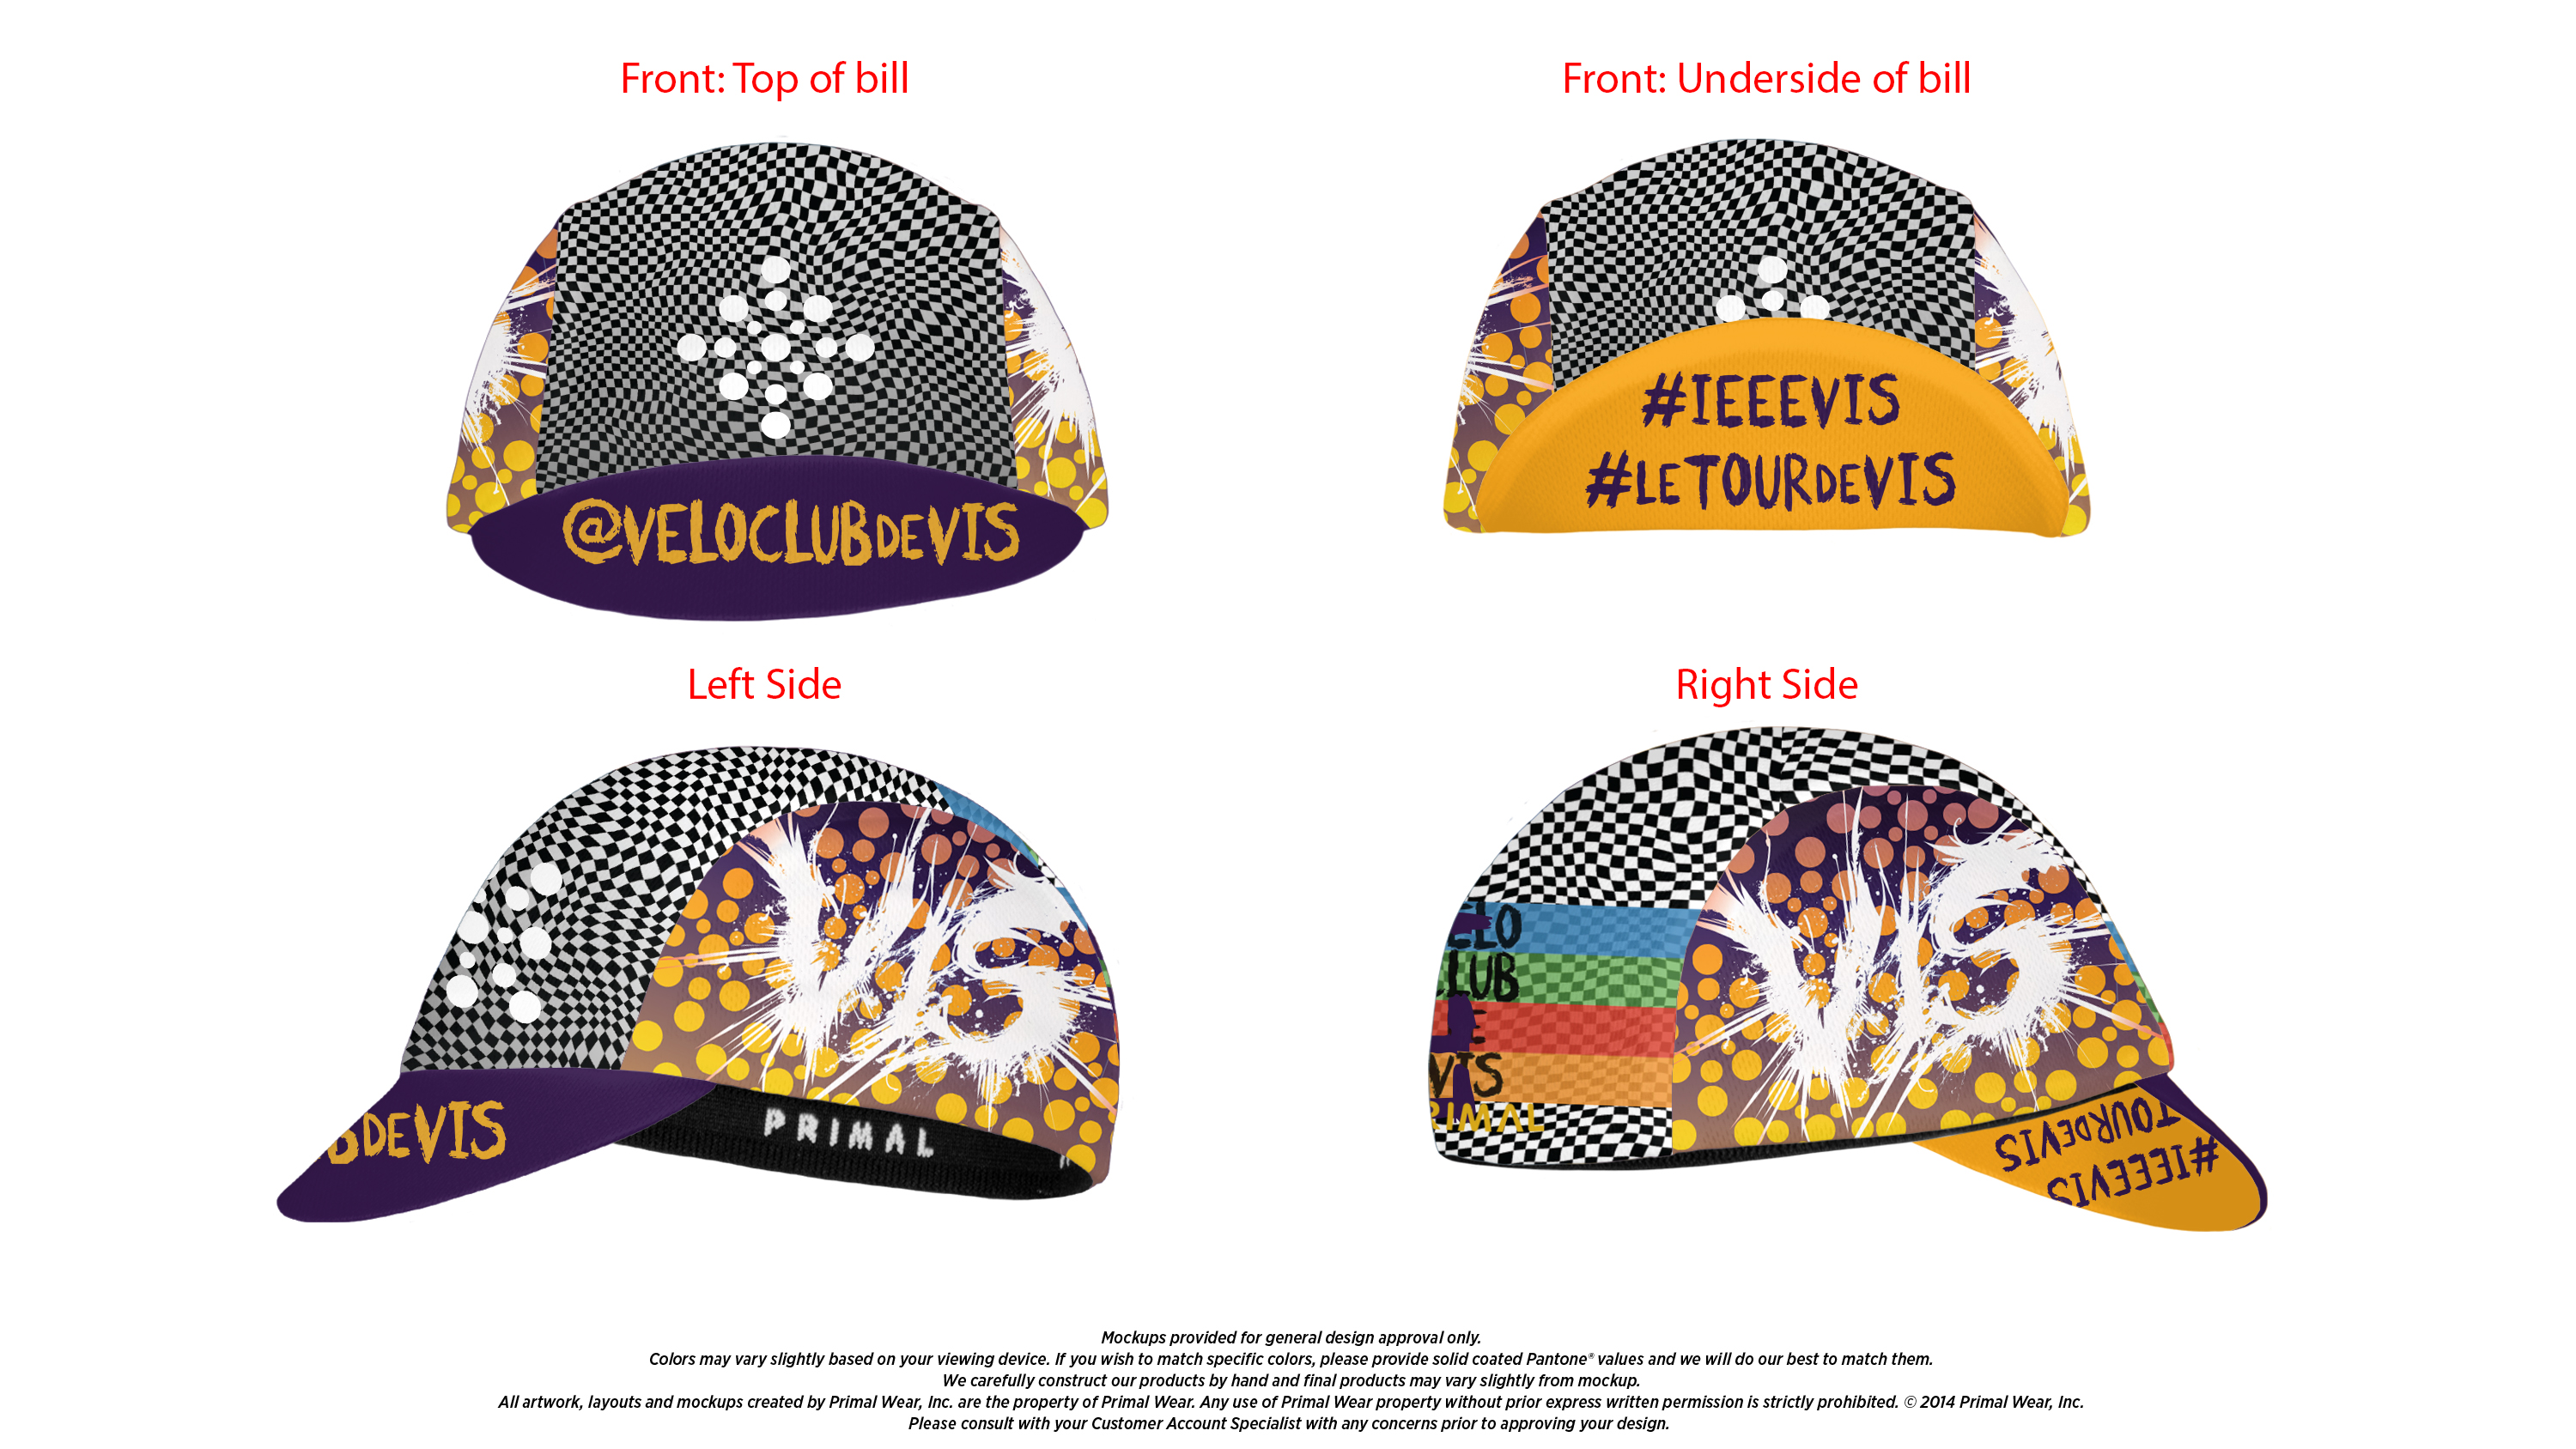 Front: Top of bill
Front: Underside of bill
@VELOCLUBDEVIS
#IEEEVIS
#LETOURDEVIS
Left Side
Right Side
VIS
BDEVIS
PRIMAL
VIS
ELO
LUB
E
VIS
RIMAL
TOURDEVIS
#IEEEVIS
Mockups provided for general design approval only.
Colors may vary slightly based on your viewing device. If you wish to match specific colors, please provide solid coated Pantone® values and we will do our best to match them.
We carefully construct our products by hand and final products may vary slightly from mockup.
All artwork, layouts and mockups created by Primal Wear, Inc. are the property of Primal Wear. Any use of Primal Wear property without prior express written permission is strictly prohibited. © 2014 Primal Wear, Inc.
Please consult with your Customer Account Specialist with any concerns prior to approving your design.